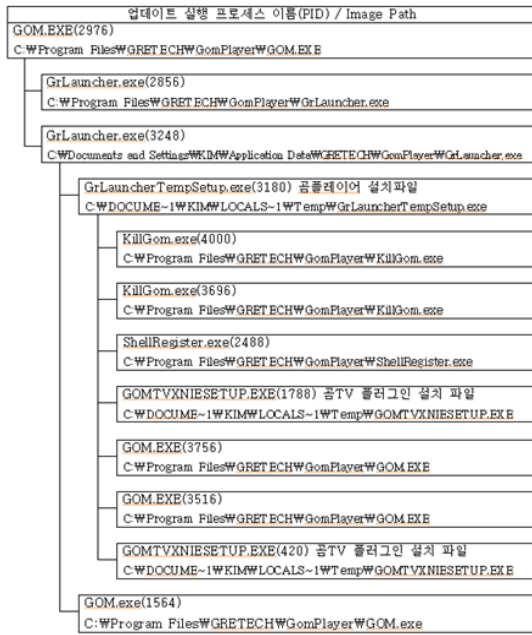 업데이트 실행 프로세스 이름(PID) / Image Path
GOM.EXE(2976)
C:₩Program Files₩GRETECH₩GomPlayer₩GOM.EXE
GrLauncher.exe(2856)
C:₩Program Files₩GRETECH₩GomPlayer₩GrLauncher.exe
GrLauncher.exe(3248)
C:₩Documents and Settings₩KIM₩Application Data₩GRETECH₩GomPlayer₩GrLauncher.exe
GrLauncherTempSetup.exe(3180) 곰플레이어 설치파일
C:₩DOCUME~1₩KIM₩LOCALS~1₩Temp₩GrLauncherTempSetup.exe
KillGom.exe(4000)
C:₩Program Files₩GRETECH₩GomPlayer₩KillGom.exe
KillGom.exe(3696)
C:₩Program Files₩GRETECH₩GomPlayer₩KillGom.exe
ShellRegister.exe(2488)
C:₩Program Files₩GRETECH₩GomPlayer₩ShellRegister.exe
GOMTVXNIESETUP.EXE(1788) 곰TV 플러그인 설치 파일
C:₩DOCUME~1₩KIM₩LOCALS~1₩Temp₩GOMTVXNIESETUP.EXE
GOM.EXE(3756)
C:₩Program Files₩GRETECH₩GomPlayer₩GOM.EXE
GOM.EXE(3516)
C:₩Program Files₩GRETECH₩GomPlayer₩GOM.EXE
GOMTVXNIESETUP.EXE(420) 곰TV 플러그인 설치 파일
C:₩DOCUME~1₩KIM₩LOCALS~1₩Temp₩GOMTVXNIESETUP.EXE
GOM.exe(1564)
C:₩Program Files₩GRETECH₩GomPlayer₩GOM.exe